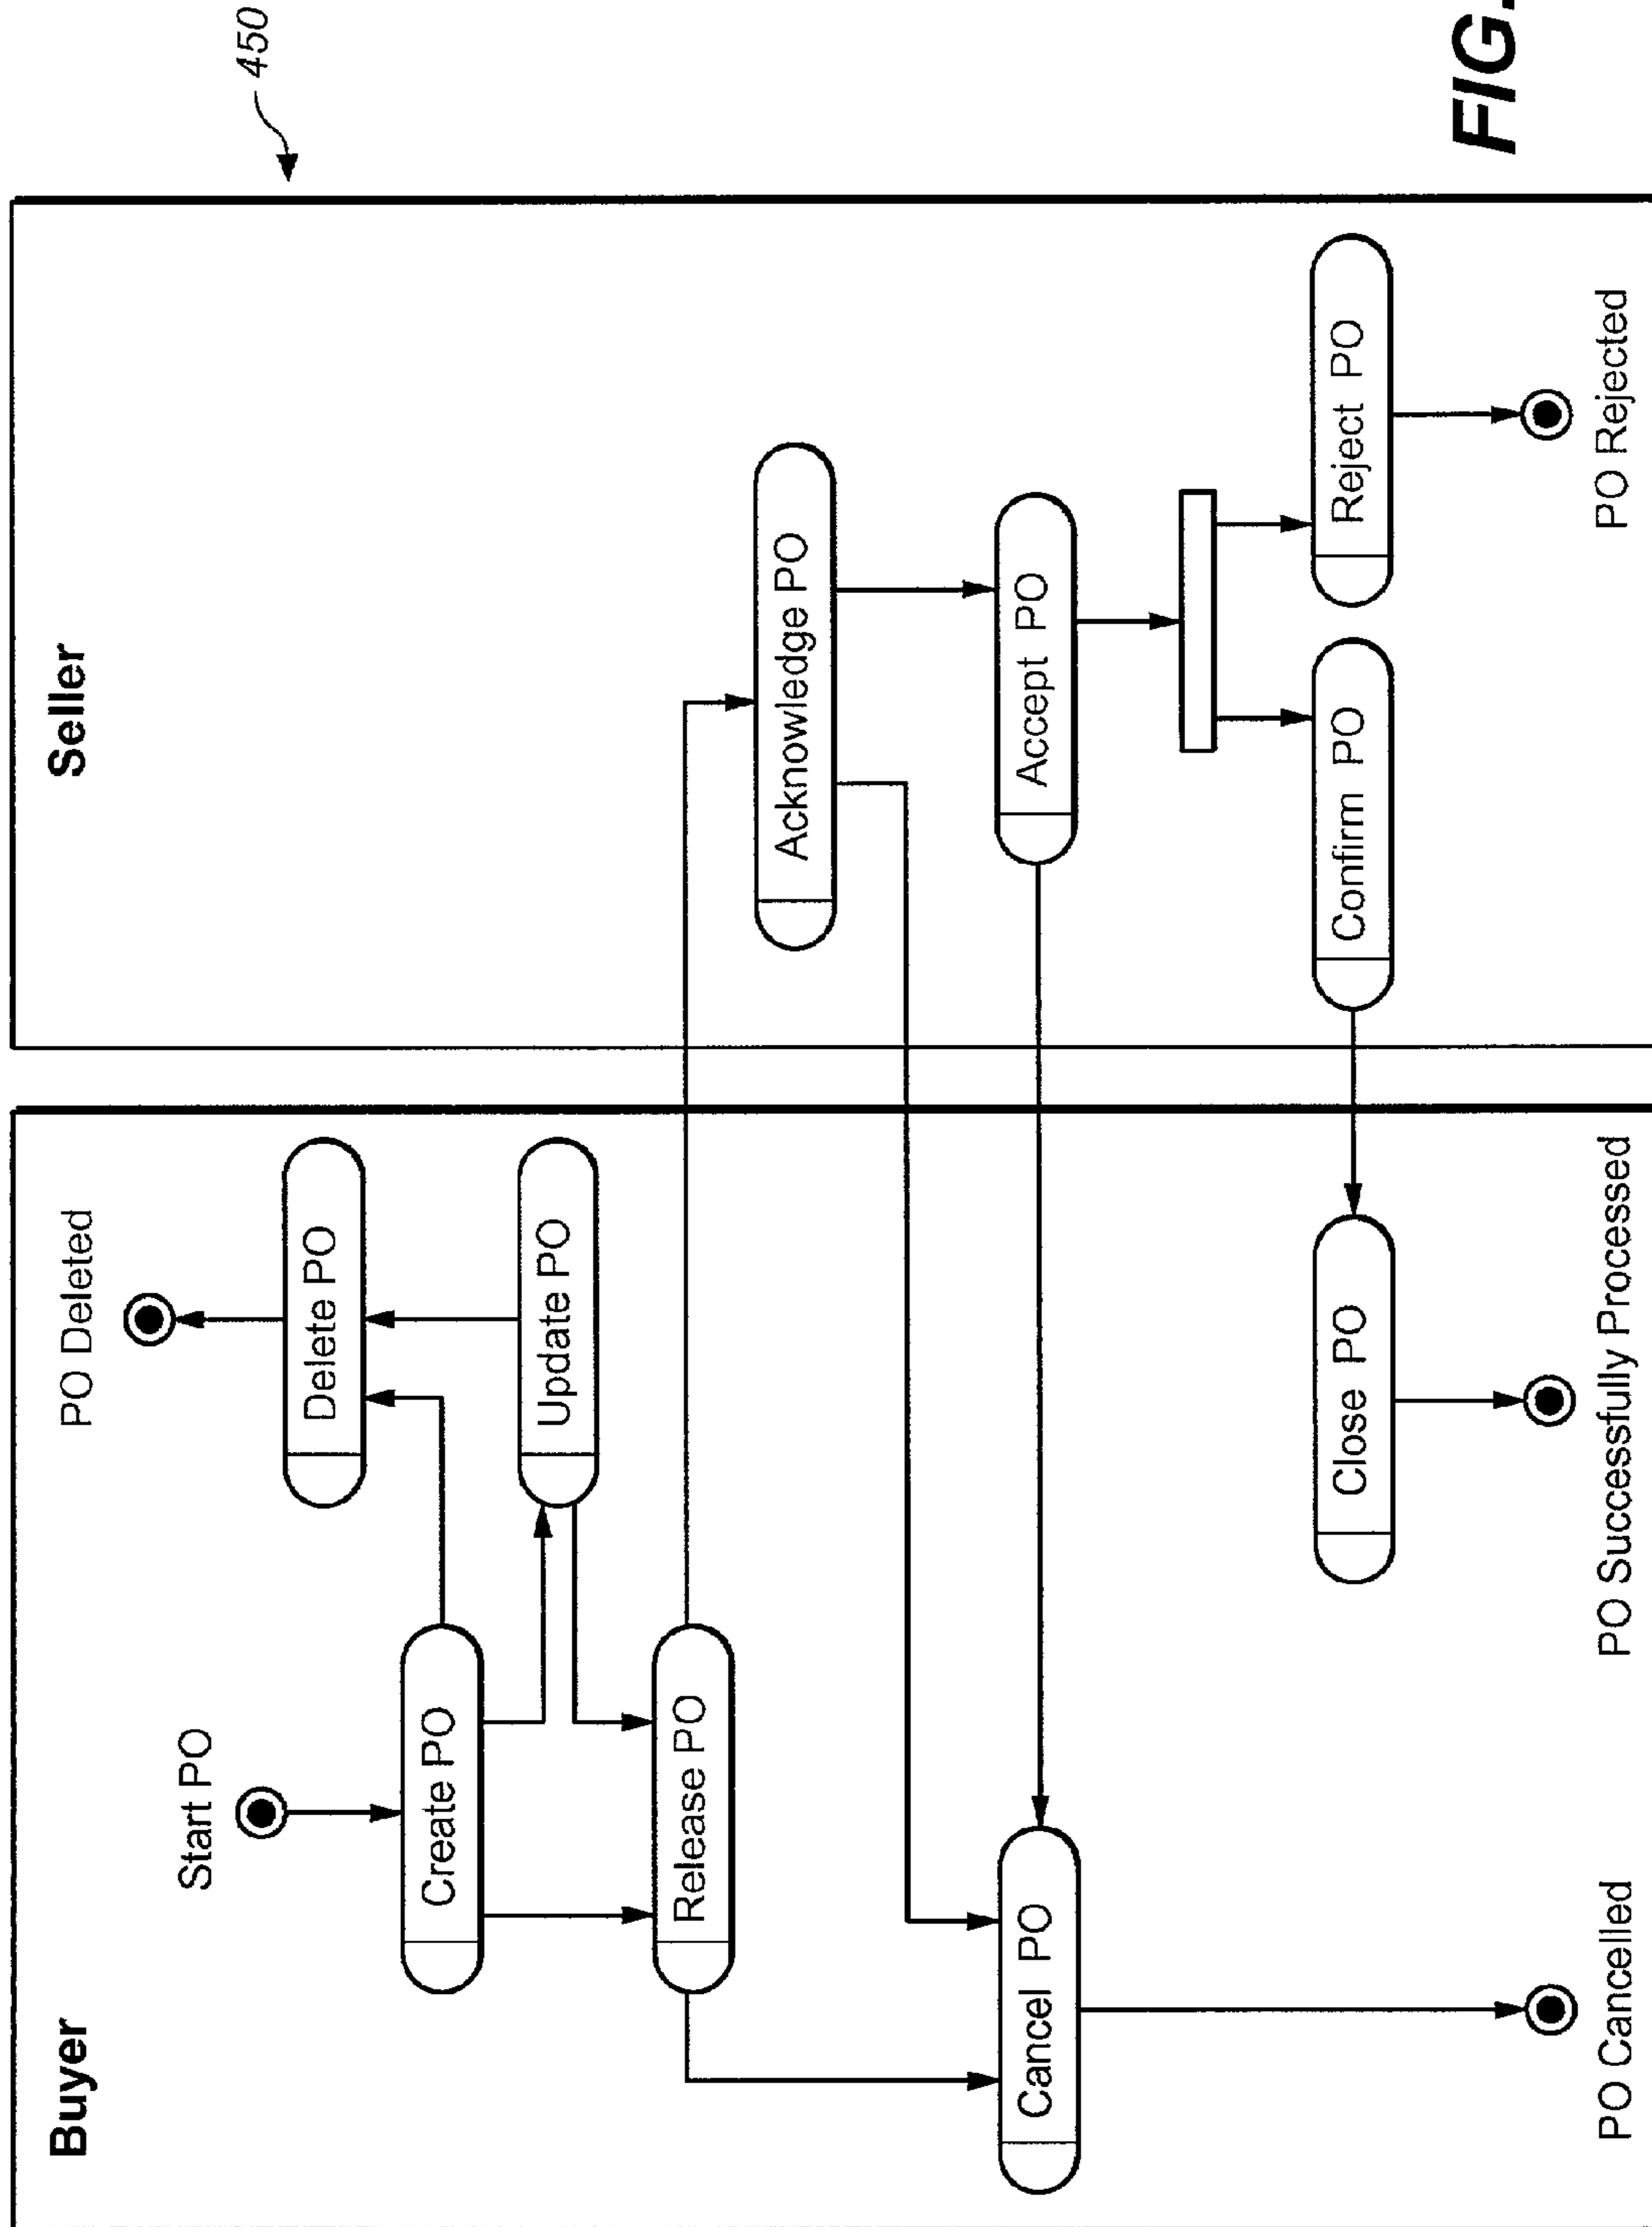 Buyer
Seller
450
PO Deleted
Start PO
Delete PO
Create PO
Update PO
Release PO
Acknowledge PO
Cancel PO
Accept PO
Close PO
Confirm PO
Reject PO
PO Cancelled
PO Successfully Processed
PO Rejected
FIG.